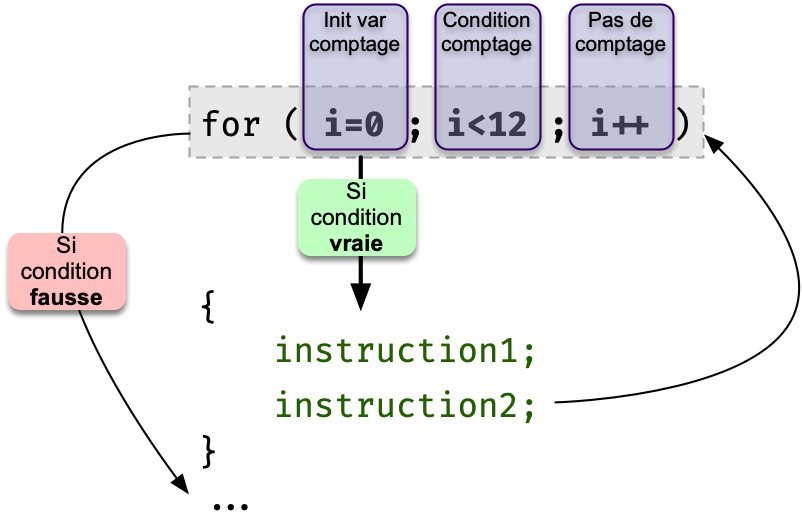 Init var
comptage
Condition
comptage
Pas de
comptage
for ( i=0 ; i<12 ; i++ )
Si
condition
vraie
Si
condition
fausse
{
instruction1;
instruction2;
}
...